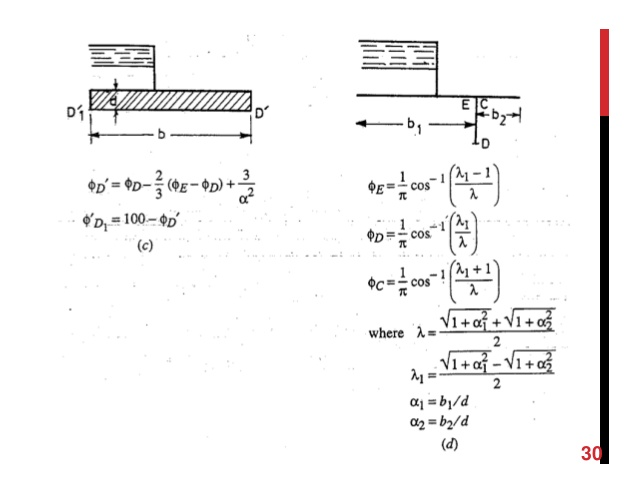 d
D′₁
D′
b
φD′ = φD − 2/3 (φE − φD) + 3/α²
φ′D₁ = 100 − φD′
(c)
E
C
b₁
b₂
D
φE = 1/π cos⁻¹ ((λ₁ − 1)/λ)
φD = 1/π cos⁻¹ (λ₁/λ)
φC = 1/π cos⁻¹ ((λ₁ + 1)/λ)
where λ = (√(1 + α₁²) + √(1 + α₂²))/2
λ₁ = (√(1 + α₁²) − √(1 + α₂²))/2
α₁ = b₁/d
α₂ = b₂/d
(d)
30